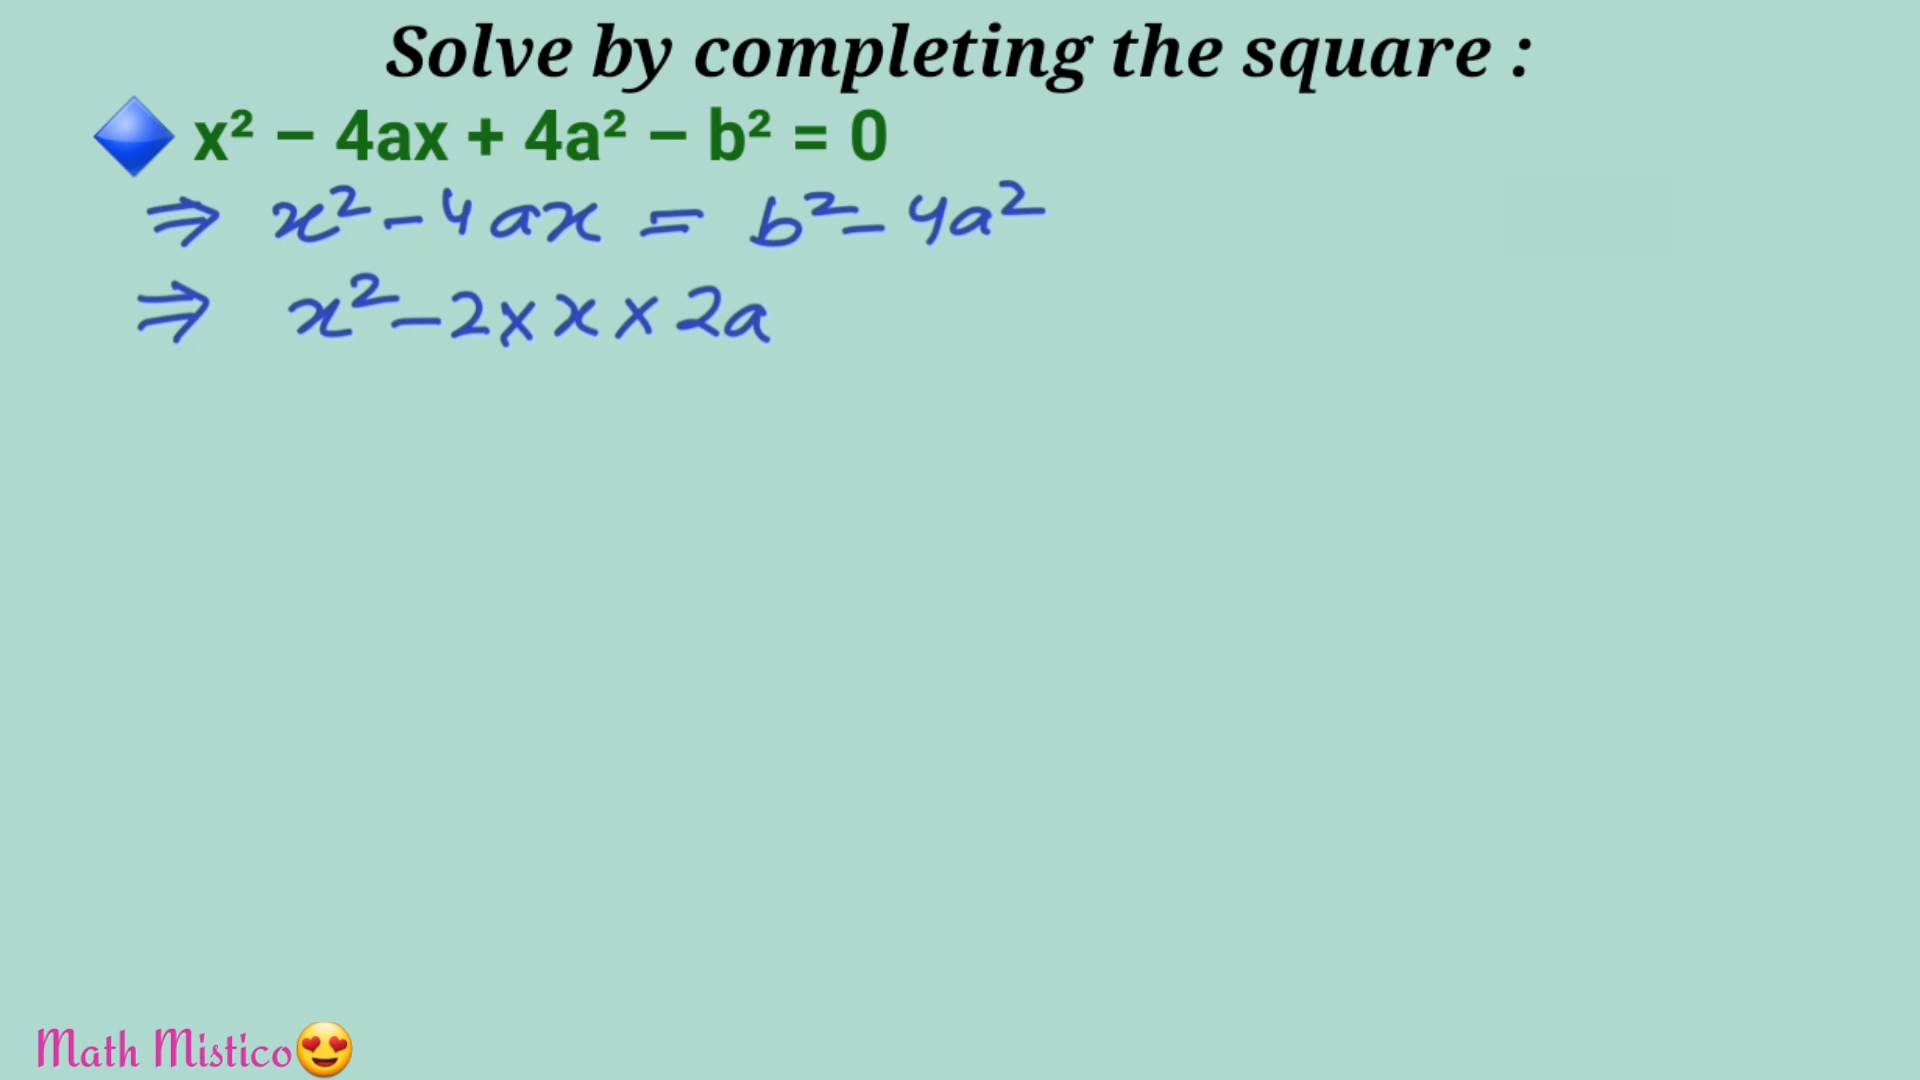 Solve by completing the square :
🔷 x² – 4ax + 4a² – b² = 0
⇒ x² - 4ax = b² - 4a²
⇒ x² - 2 × x × 2a
Math Mistico😍